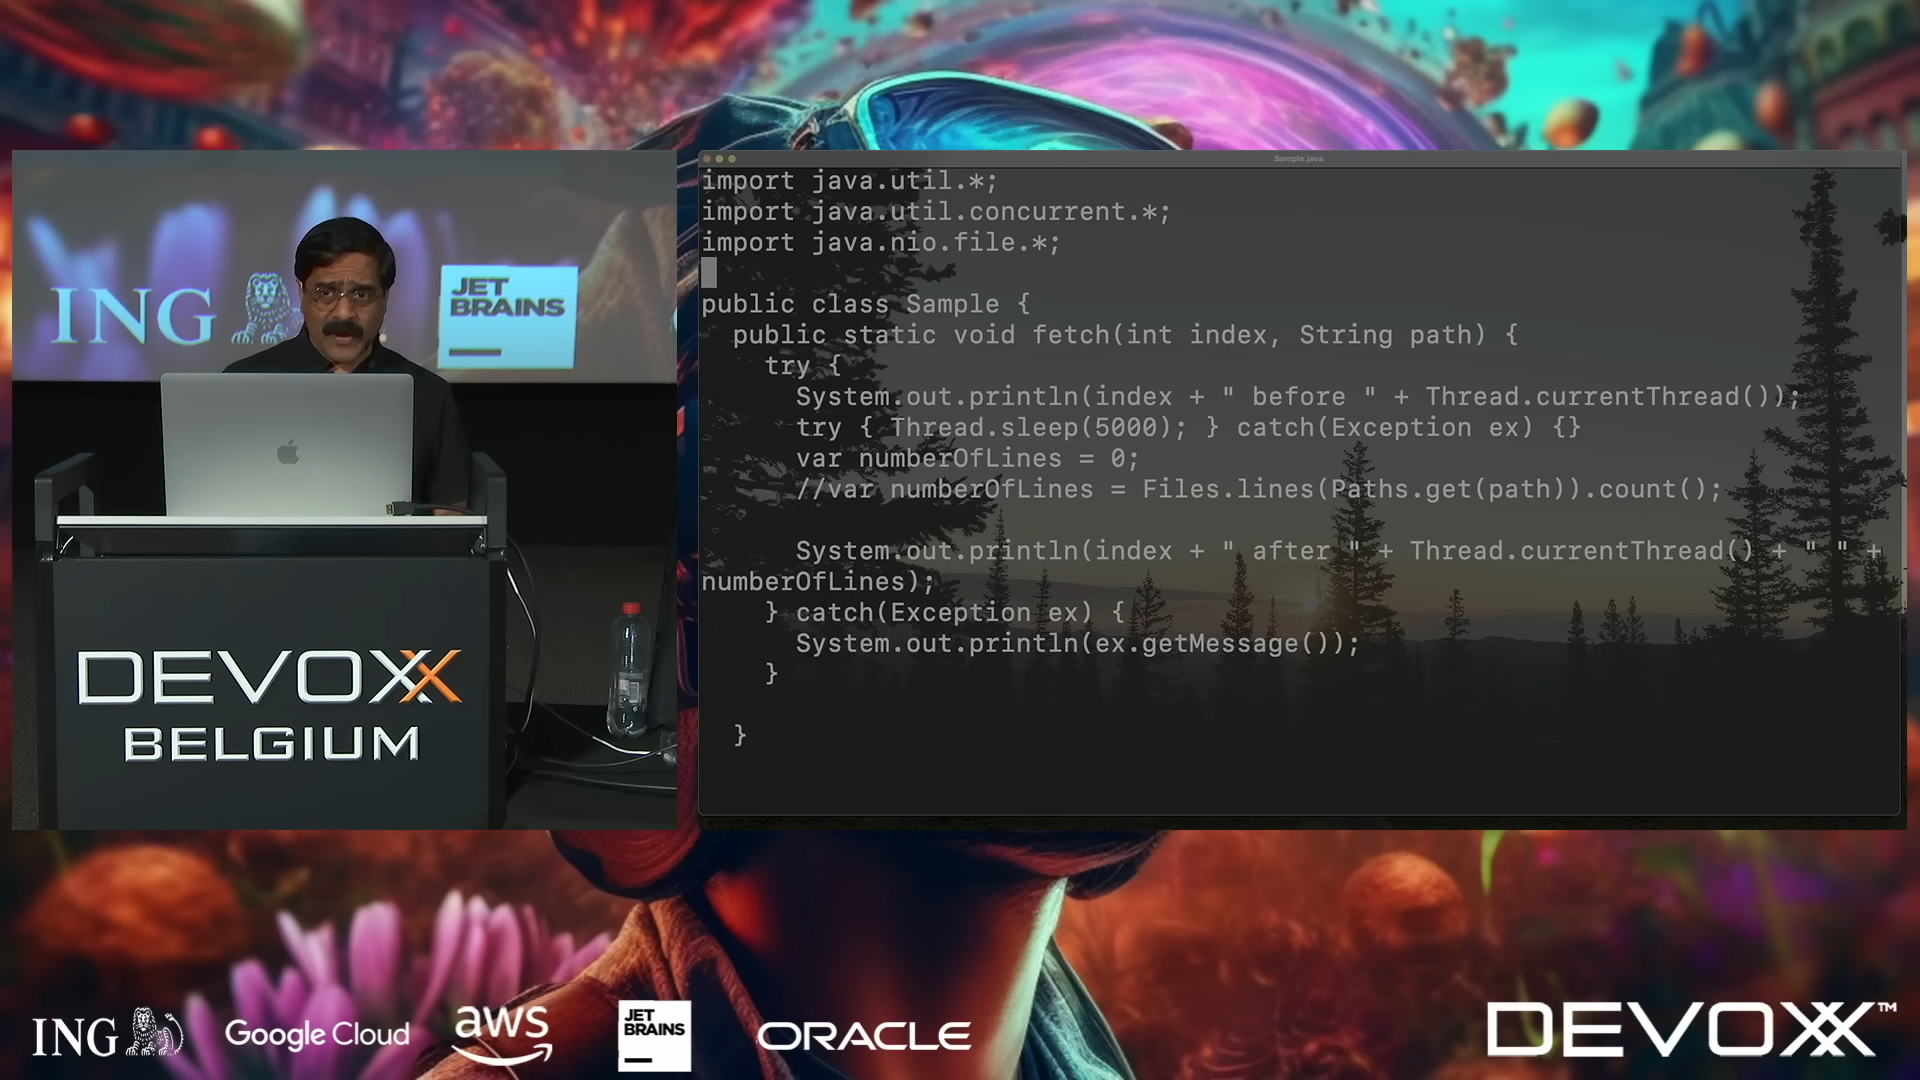 ING
JET
BRAINS
DEVOXX
BELGIUM
Sample.java
import java.util.*;
import java.util.concurrent.*;
import java.nio.file.*;
public class Sample {
public static void fetch(int index, String path) {
try {
System.out.println(index + " before " + Thread.currentThread());
try { Thread.sleep(5000); } catch(Exception ex) {}
var numberOfLines = 0;
//var numberOfLines = Files.lines(Paths.get(path)).count();
System.out.println(index + " after " + Thread.currentThread() + " " +
numberOfLines);
} catch(Exception ex) {
System.out.println(ex.getMessage());
}
}
ING
Google Cloud
aws
JET
BRAINS
ORACLE
DEVOXX™